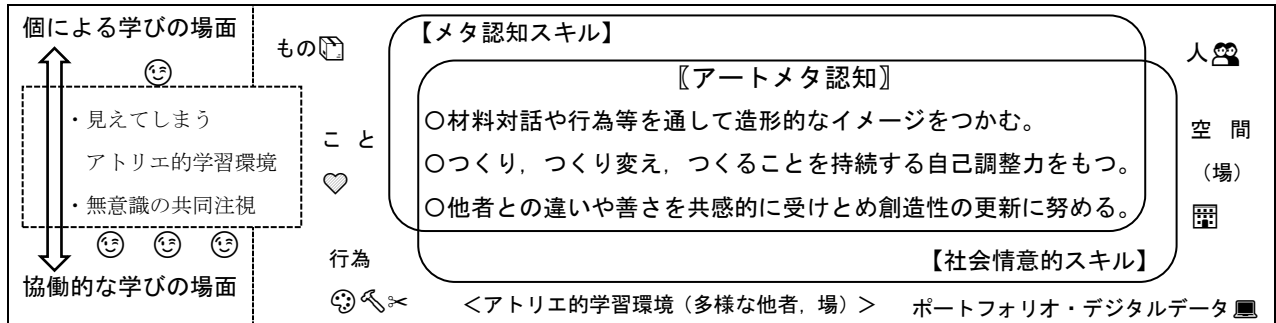 個による学びの場面
・見えてしまう
アトリエ的学習環境
・無意識の共同注視
協働的な学びの場面
もの
こ と
行為
【メタ認知スキル】
〖アートメタ認知〗
○材料対話や行為等を通して造形的なイメージをつかむ。
○つくり,つくり変え,つくることを持続する自己調整力をもつ。
○他者との違いや善さを共感的に受けとめ創造性の更新に努める。
【社会情意的スキル】
<アトリエ的学習環境(多様な他者,場)>
人
空 間
(場)
ポートフォリオ・デジタルデータ